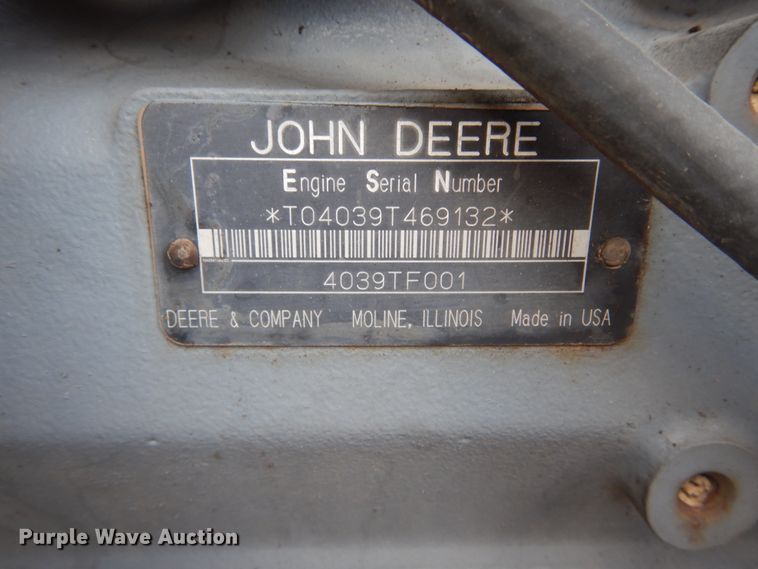 JOHN DEERE
Engine Serial Number
*T04039T469132*
4039TF001
DEERE & COMPANY MOLINE, ILLINOIS Made in USA
Purple Wave Auction